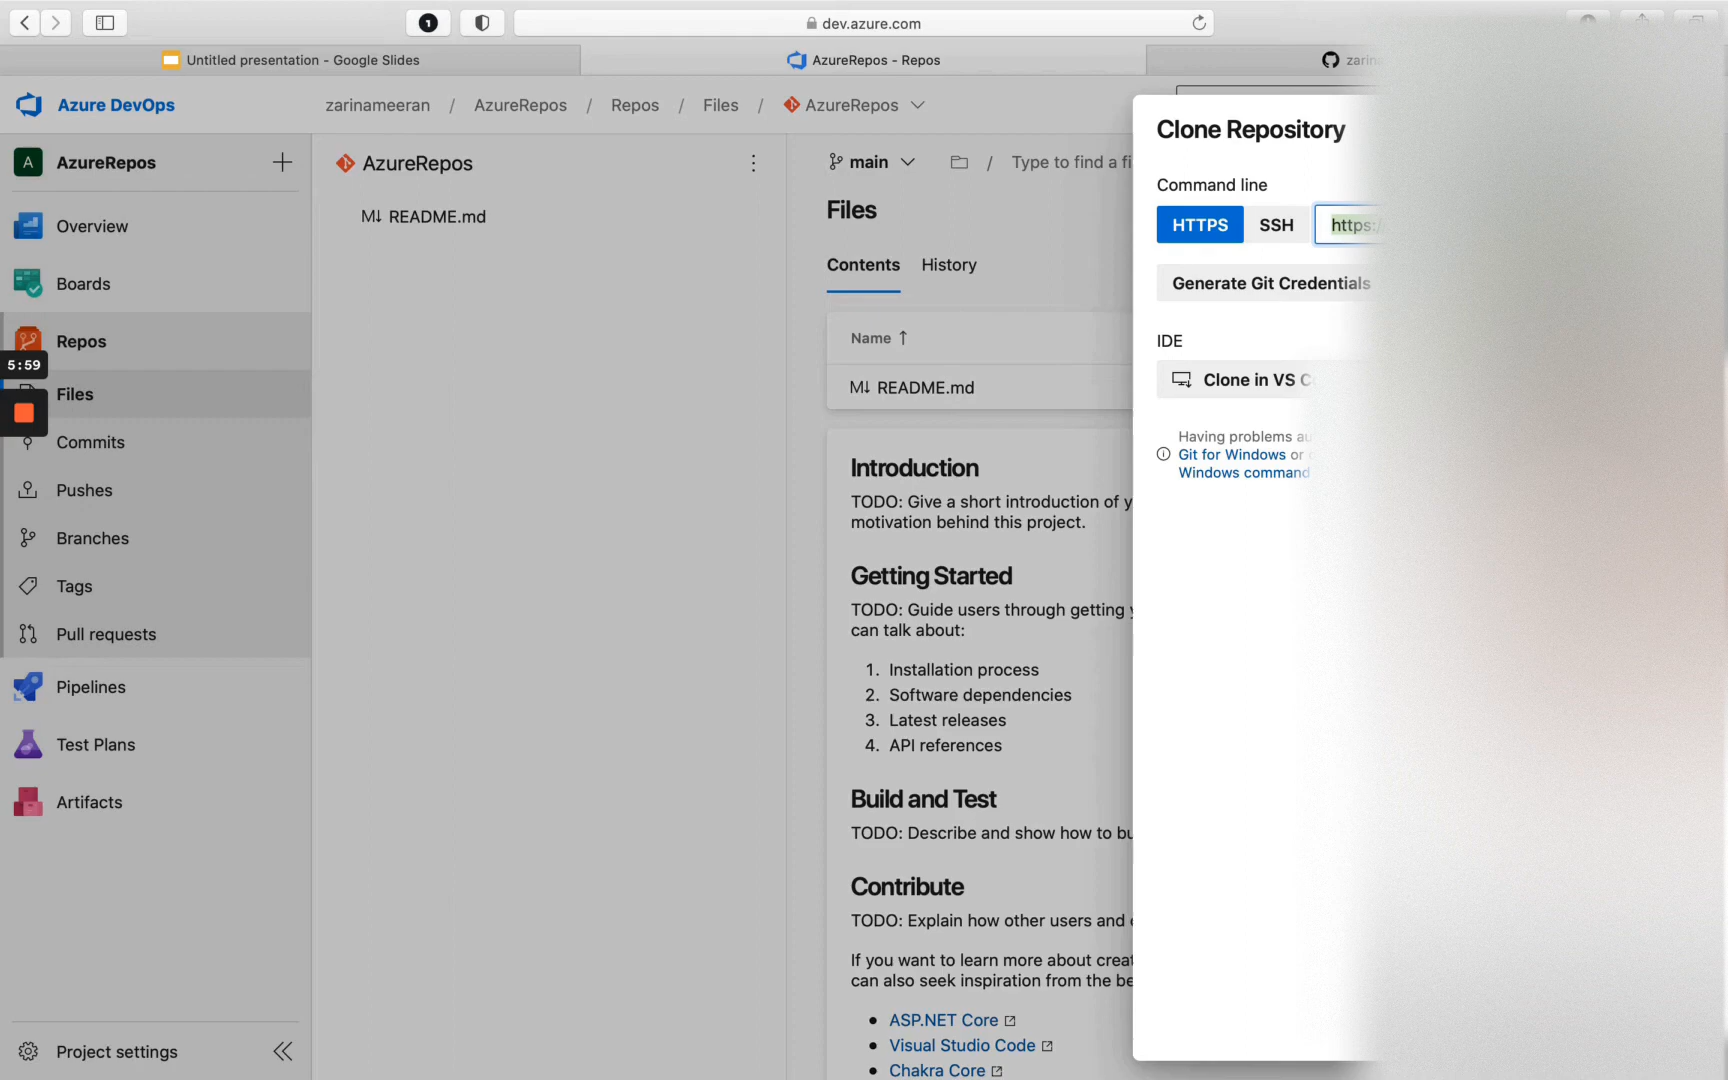 dev.azure.com
Untitled presentation - Google Slides
AzureRepos - Repos
Azure DevOps
zarinameeran / AzureRepos / Repos / Files / AzureRepos
A AzureRepos
Overview
Boards
Repos
5:59
Files
Commits
Pushes
Branches
Tags
Pull requests
Pipelines
Test Plans
Artifacts
Project settings
AzureRepos
M↓ README.md
main / Type to find a fi
Files
Contents History
Name ↑
M↓ README.md
Introduction
TODO: Give a short introduction of y
motivation behind this project.
Getting Started
TODO: Guide users through getting y
can talk about:
1. Installation process
2. Software dependencies
3. Latest releases
4. API references
Build and Test
TODO: Describe and show how to bu
Contribute
TODO: Explain how other users and
If you want to learn more about creat
can also seek inspiration from the be
• ASP.NET Core
• Visual Studio Code
• Chakra Core
Clone Repository
Command line
HTTPS SSH https:/
Generate Git Credentials
IDE
Clone in VS
Having problems au
Git for Windows or
Windows command